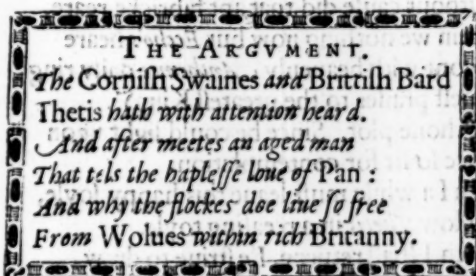 THE ARGVMENT.
The Cornish Swaines and Brittish Bard
Thetis hath with attention heard.
And after meetes an aged man
That tels the haplesse loue of Pan:
And why the flockes doe liue so free
From Wolues within rich Britanny.